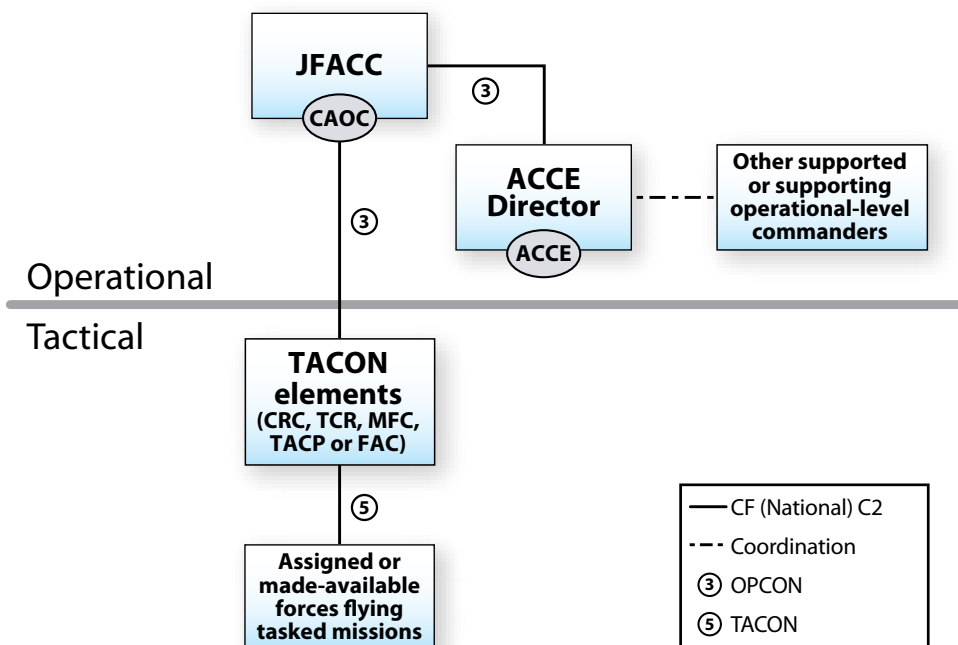 JFACC
CAOC
③
ACCE
Director
ACCE
Other supported
or supporting
operational-level
commanders
③
Operational
Tactical
TACON
elements
(CRC, TCR, MFC,
TACP or FAC)
⑤
Assigned or
made-available
forces flying
tasked missions
CF (National) C2
Coordination
③ OPCON
⑤ TACON